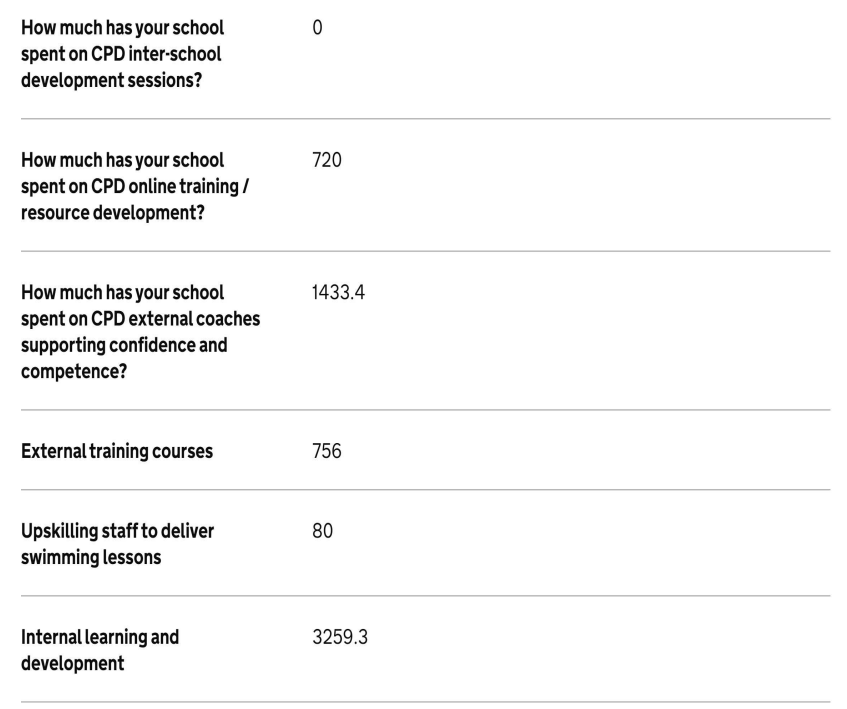 How much has your school
spent on CPD inter-school
development sessions?
0
How much has your school
spent on CPD online training /
resource development?
720
How much has your school
spent on CPD external coaches
supporting confidence and
competence?
1433.4
External training courses
756
Upskilling staff to deliver
swimming lessons
80
Internal learning and
development
3259.3